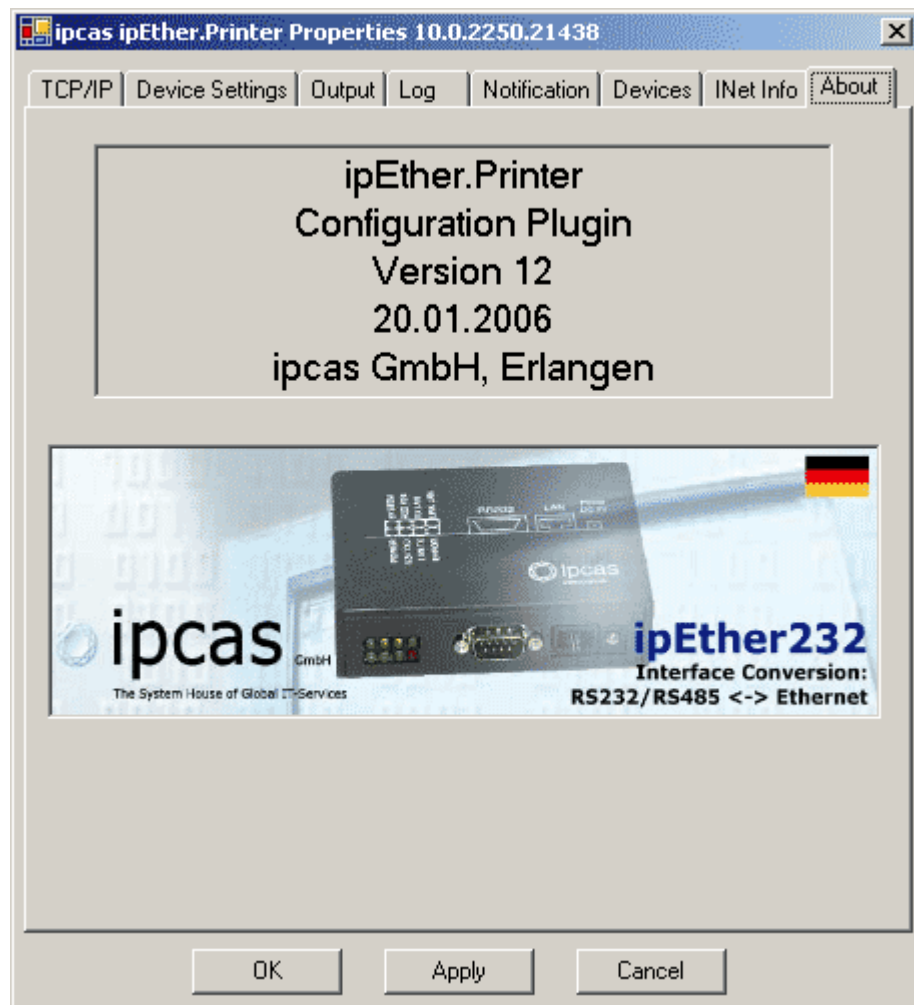 ipcas ipEther.Printer Properties 10.0.2250.21438
TCP/IP
Device Settings
Output
Log
Notification
Devices
INet Info
About
ipEther.Printer
Configuration Plugin
Version 12
20.01.2006
ipcas GmbH, Erlangen
RS232
LAN
ipcas
ipcas GmbH
The System House of Global IT-Services
ipEther232
Interface Conversion:
RS232/RS485 <-> Ethernet
OK
Apply
Cancel